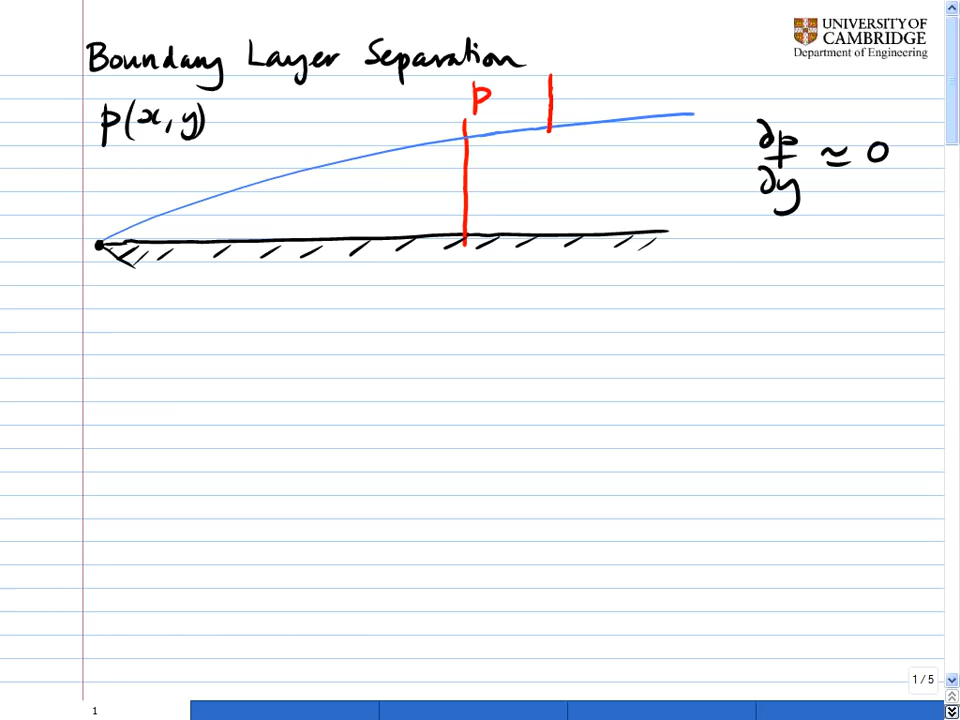 UNIVERSITY OF
CAMBRIDGE
Department of Engineering
Boundary Layer Separation
p(x, y)
p
∂p/∂y ≃ 0
1 / 5
1